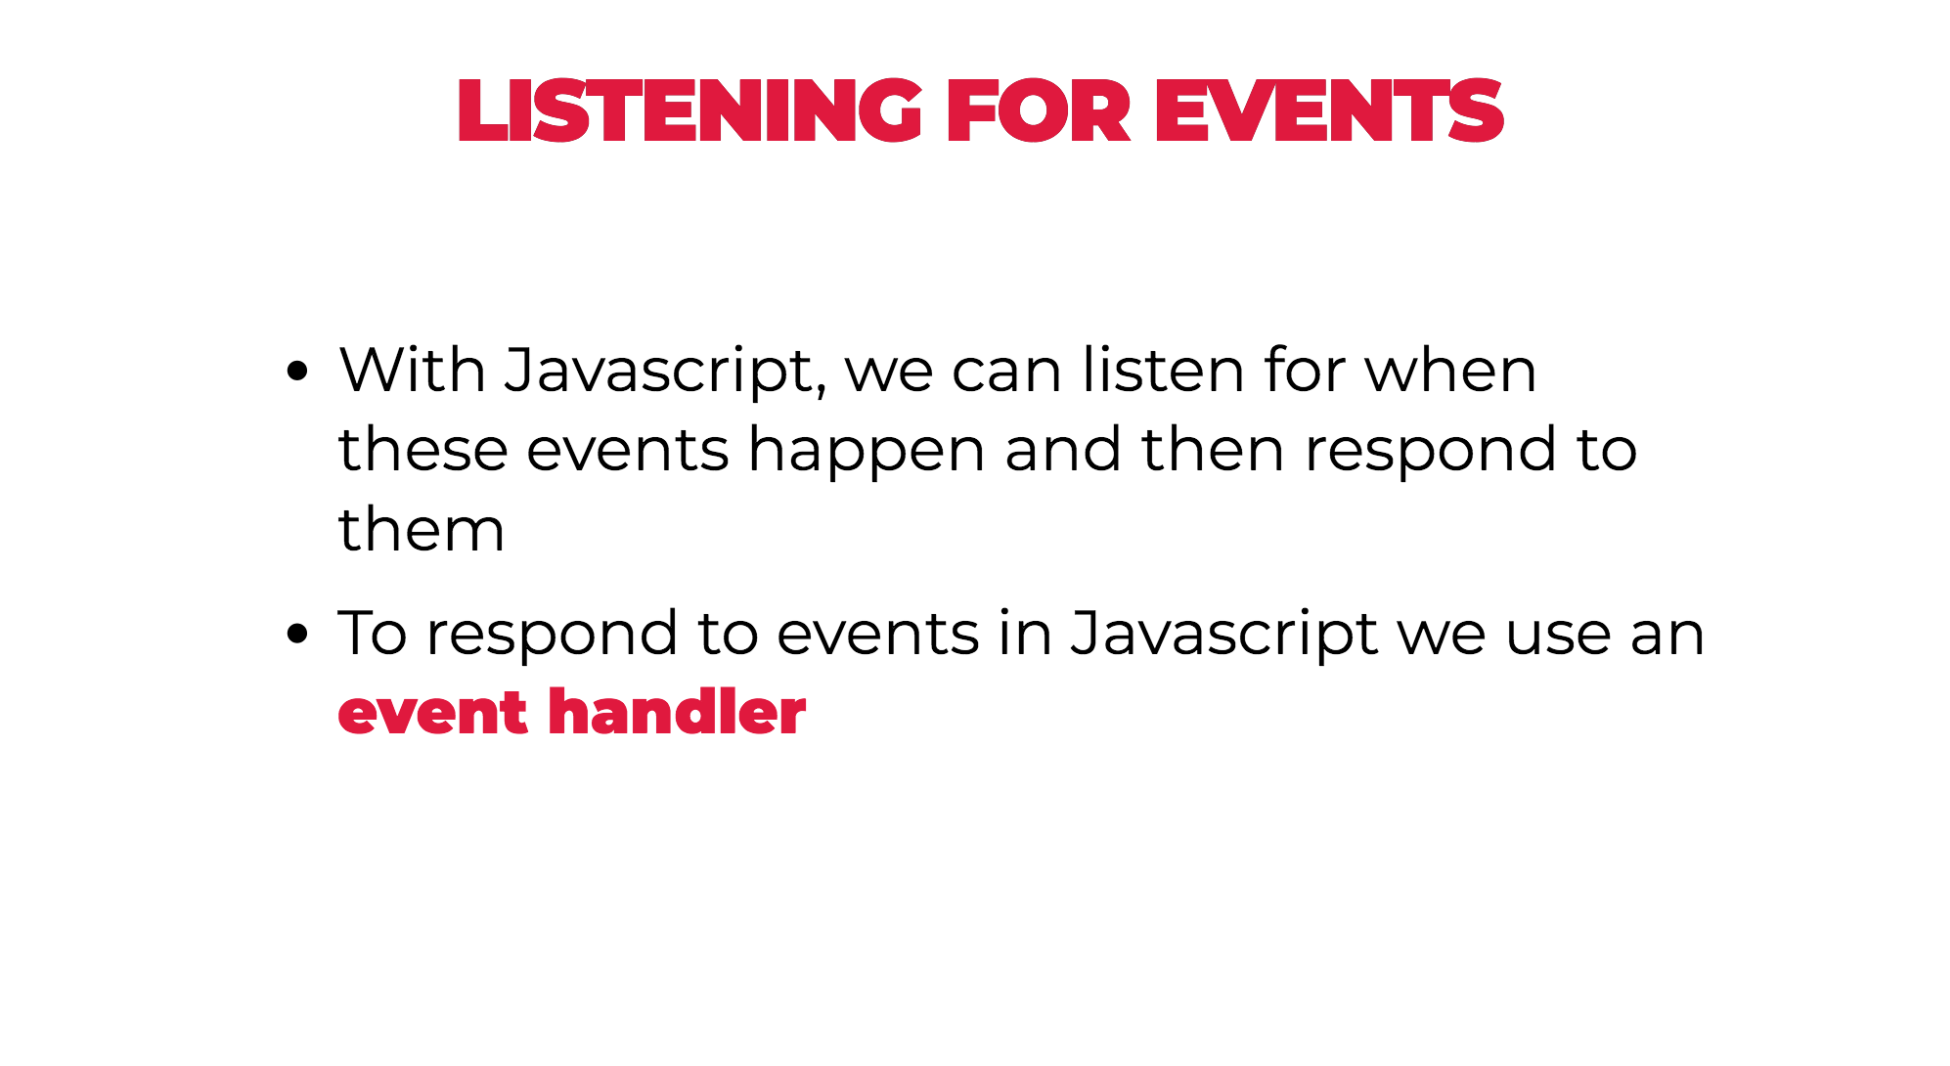 LISTENING FOR EVENTS
• With Javascript, we can listen for when
these events happen and then respond to
them
• To respond to events in Javascript we use an
event handler